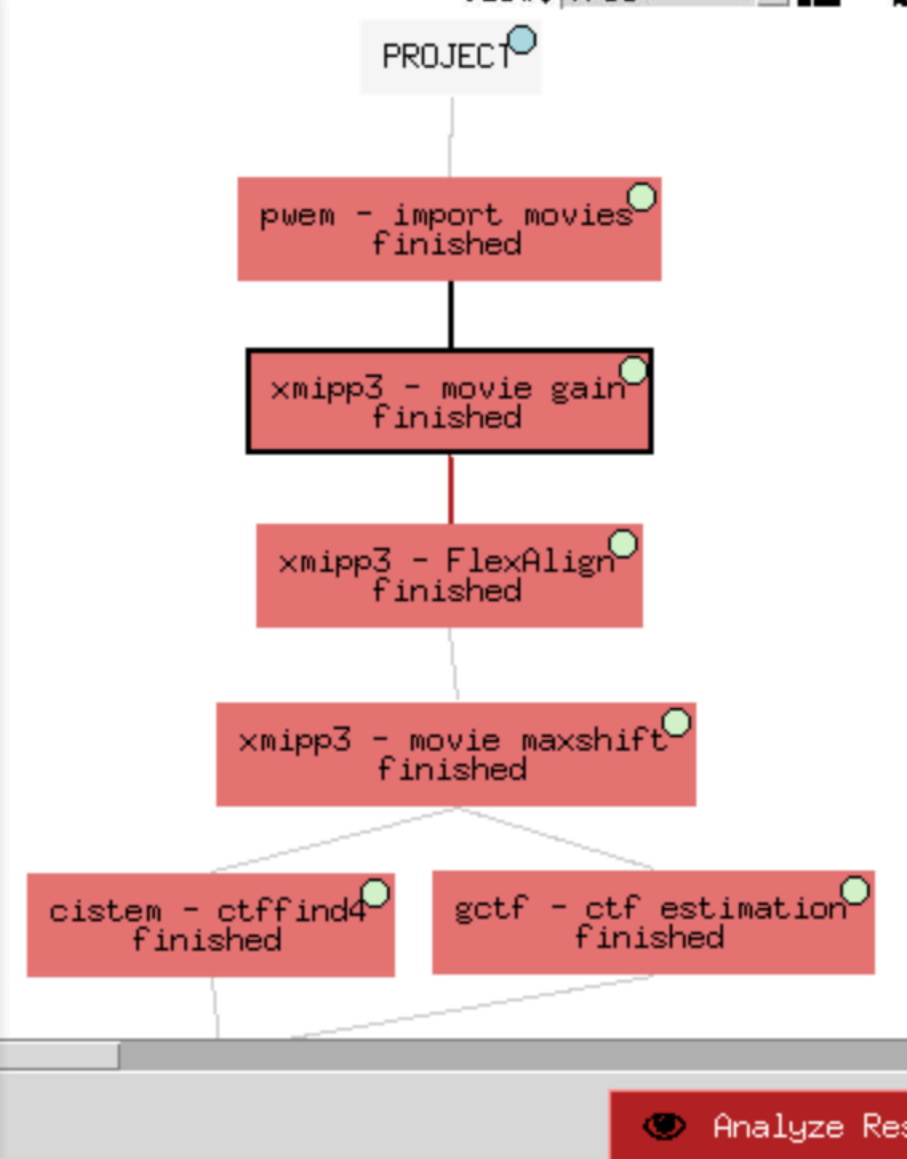 PROJECT
pwem - import movies
finished
xmipp3 - movie gain
finished
xmipp3 - FlexAlign
finished
xmipp3 - movie maxshift
finished
cistem - ctffind4
finished
gctf - ctf estimation
finished
Analyze Res